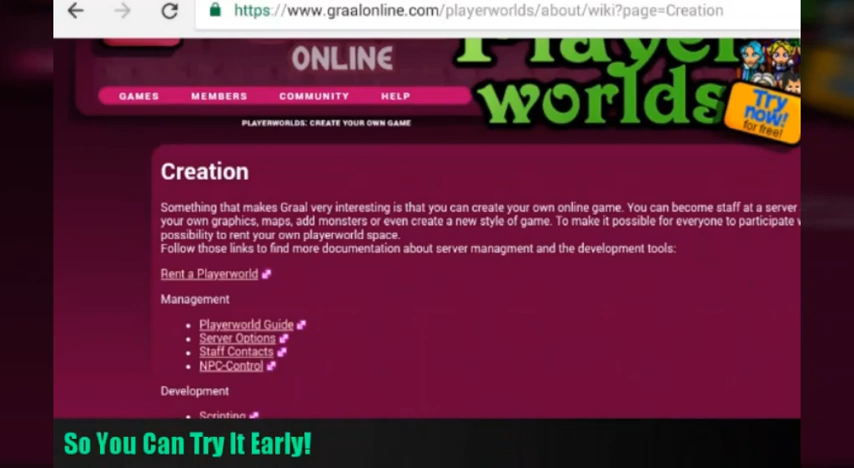 https://www.graalonline.com/playerworlds/about/wiki?page=Creation
ONLINE
Player
worlds
GAMES MEMBERS COMMUNITY HELP
Try
now!
for free!
PLAYERWORLDS: CREATE YOUR OWN GAME
Creation
Something that makes Graal very interesting is that you can create your own online game. You can become staff at a server
your own graphics, maps, add monsters or even create a new style of game. To make it possible for everyone to participate
possibility to rent your own playerworld space.
Follow those links to find more documentation about server managment and the development tools:
Rent a Playerworld
Management
• Playerworld Guide
• Server Options
• Staff Contacts
• NPC-Control
Development
• Scripting
So You Can Try It Early!